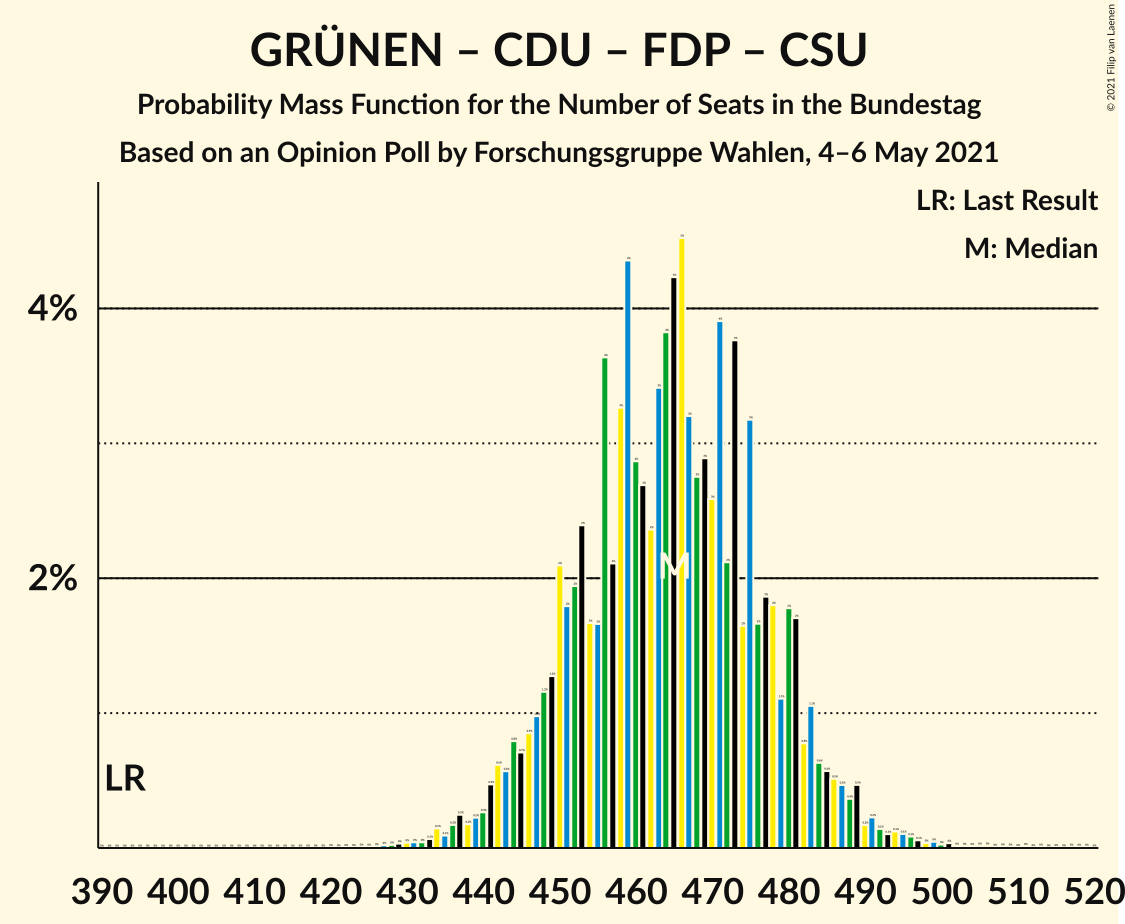 GRÜNEN – CDU – FDP – CSU
Probability Mass Function for the Number of Seats in the Bundestag
Based on an Opinion Poll by Forschungsgruppe Wahlen, 4–6 May 2021
© 2021 Filip van Laenen
LR: Last Result
M: Median
4%
2%
M
LR
390 400 410 420 430 440 450 460 470 480 490 500 510 520